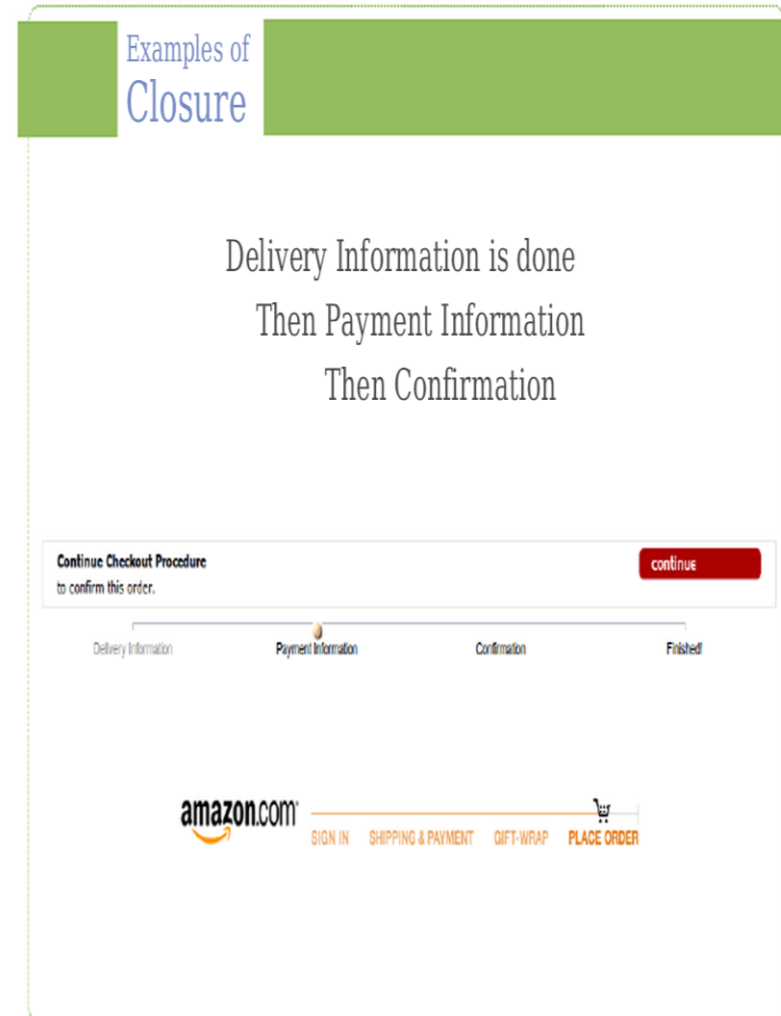 Examples of
Closure
Delivery Information is done
Then Payment Information
Then Confirmation
Continue Checkout Procedure
continue
to confirm this order.
Delivery Information Payment Information Confirmation Finished!
amazon.com
SIGN IN SHIPPING & PAYMENT GIFT-WRAP PLACE ORDER